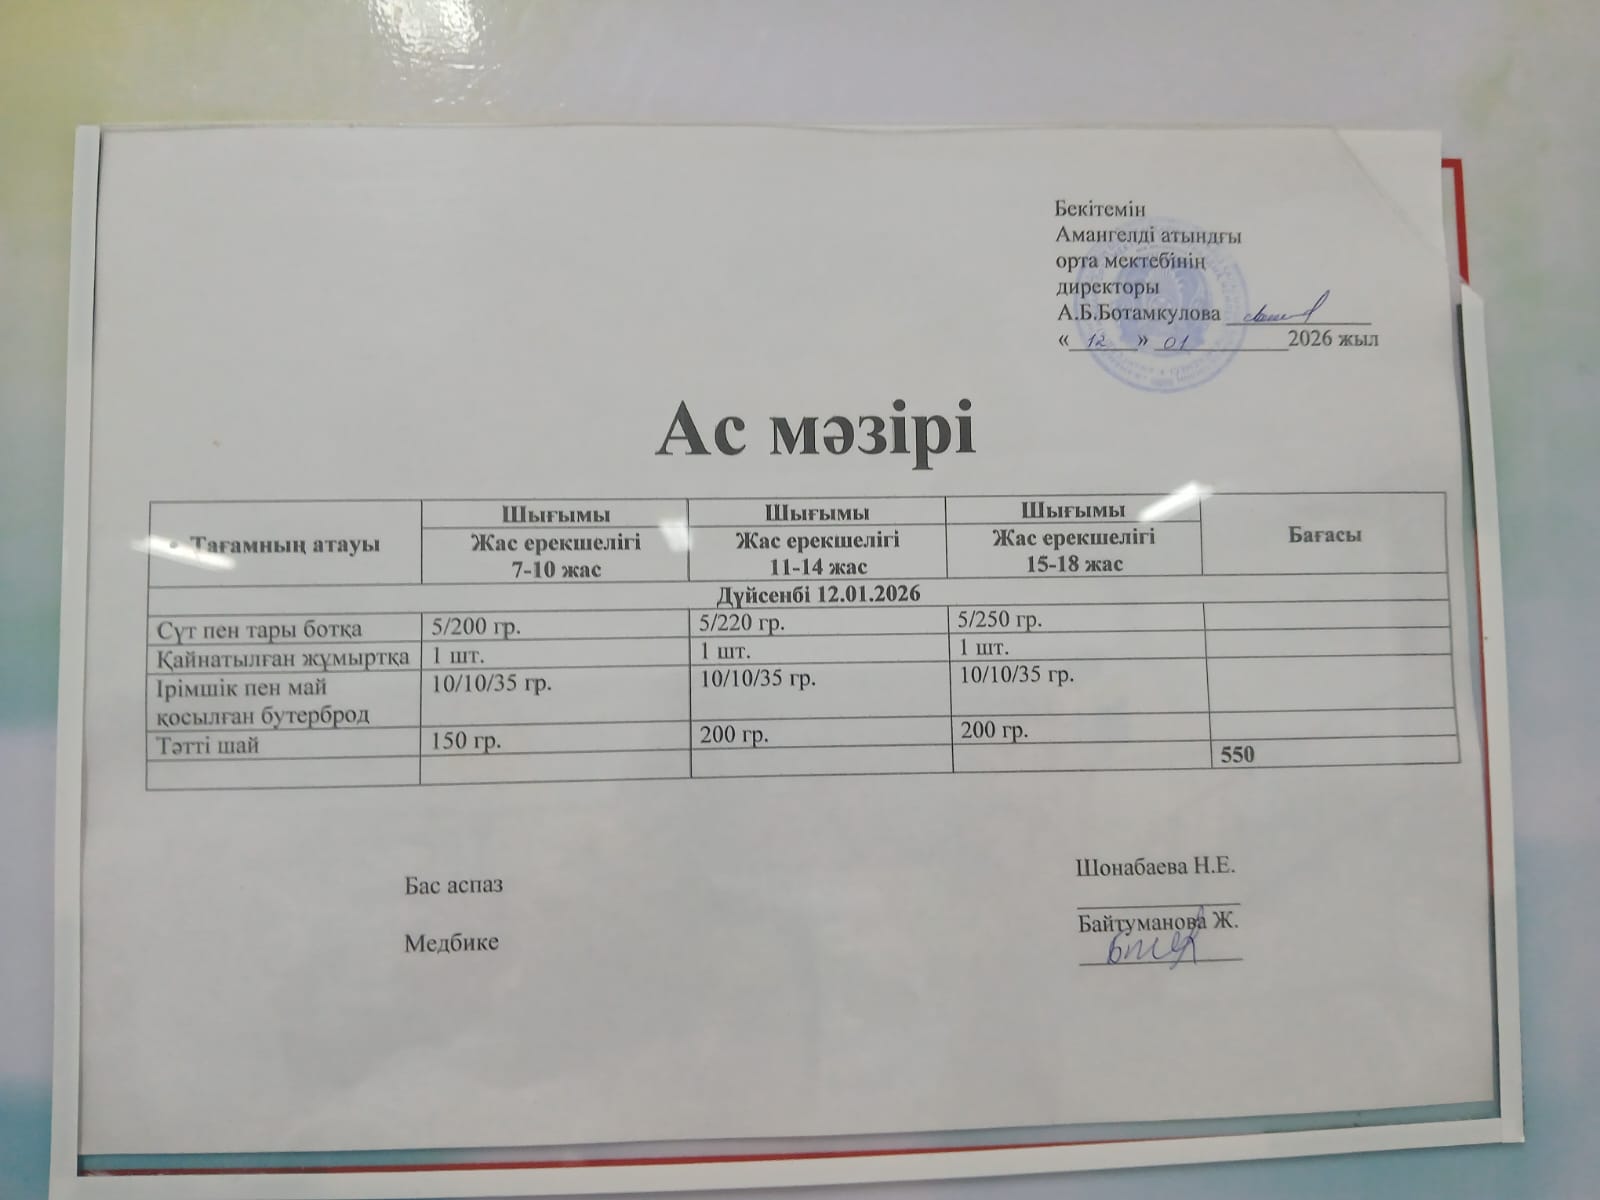 Бекітемін
Амангелді атындғы
орта мектебінің
директоры
А.Б.Ботамкулова
« 12 » 01 2026 жыл
Ас мәзірі
• Тағамның атауы Шығымы Шығымы Шығымы Бағасы
Жас ерекшелігі 7-10 жас Жас ерекшелігі 11-14 жас Жас ерекшелігі 15-18 жас
Дүйсенбі 12.01.2026
Сүт пен тары ботқа 5/200 гр. 5/220 гр. 5/250 гр.
Қайнатылған жұмыртқа 1 шт. 1 шт. 1 шт.
Ірімшік пен май 10/10/35 гр. 10/10/35 гр. 10/10/35 гр.
қосылған бутерброд
Тәтті шай 150 гр. 200 гр. 200 гр.
550
Бас аспаз Шонабаева Н.Е.
Медбике Байтуманова Ж.